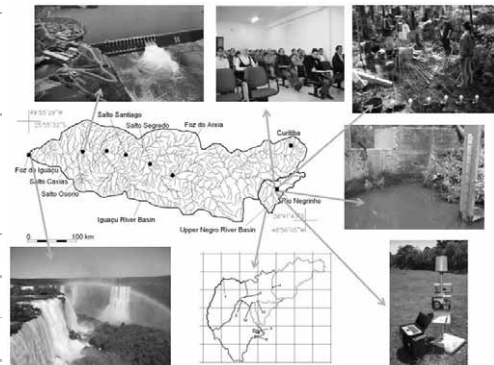 Salto Santiago
Salto Segredo
Foz do Areia
Curitiba
Foz do Iguaçu
Salto Caxias
Salto Osorio
Rio Negrinho
Iguaçu River Basin
Upper Negro River Basin
0 100 km